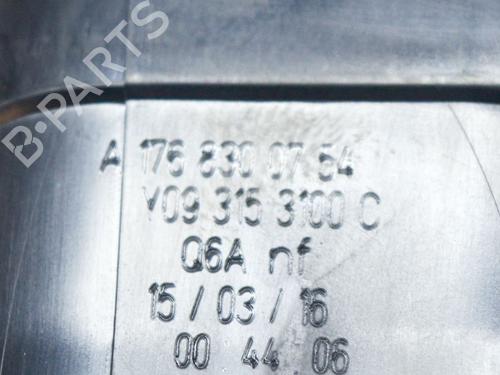 B-PARTS
A 176 830 07 54
Y09 315 3100 C
Q6A nf
15 / 03 / 16
00 44 06